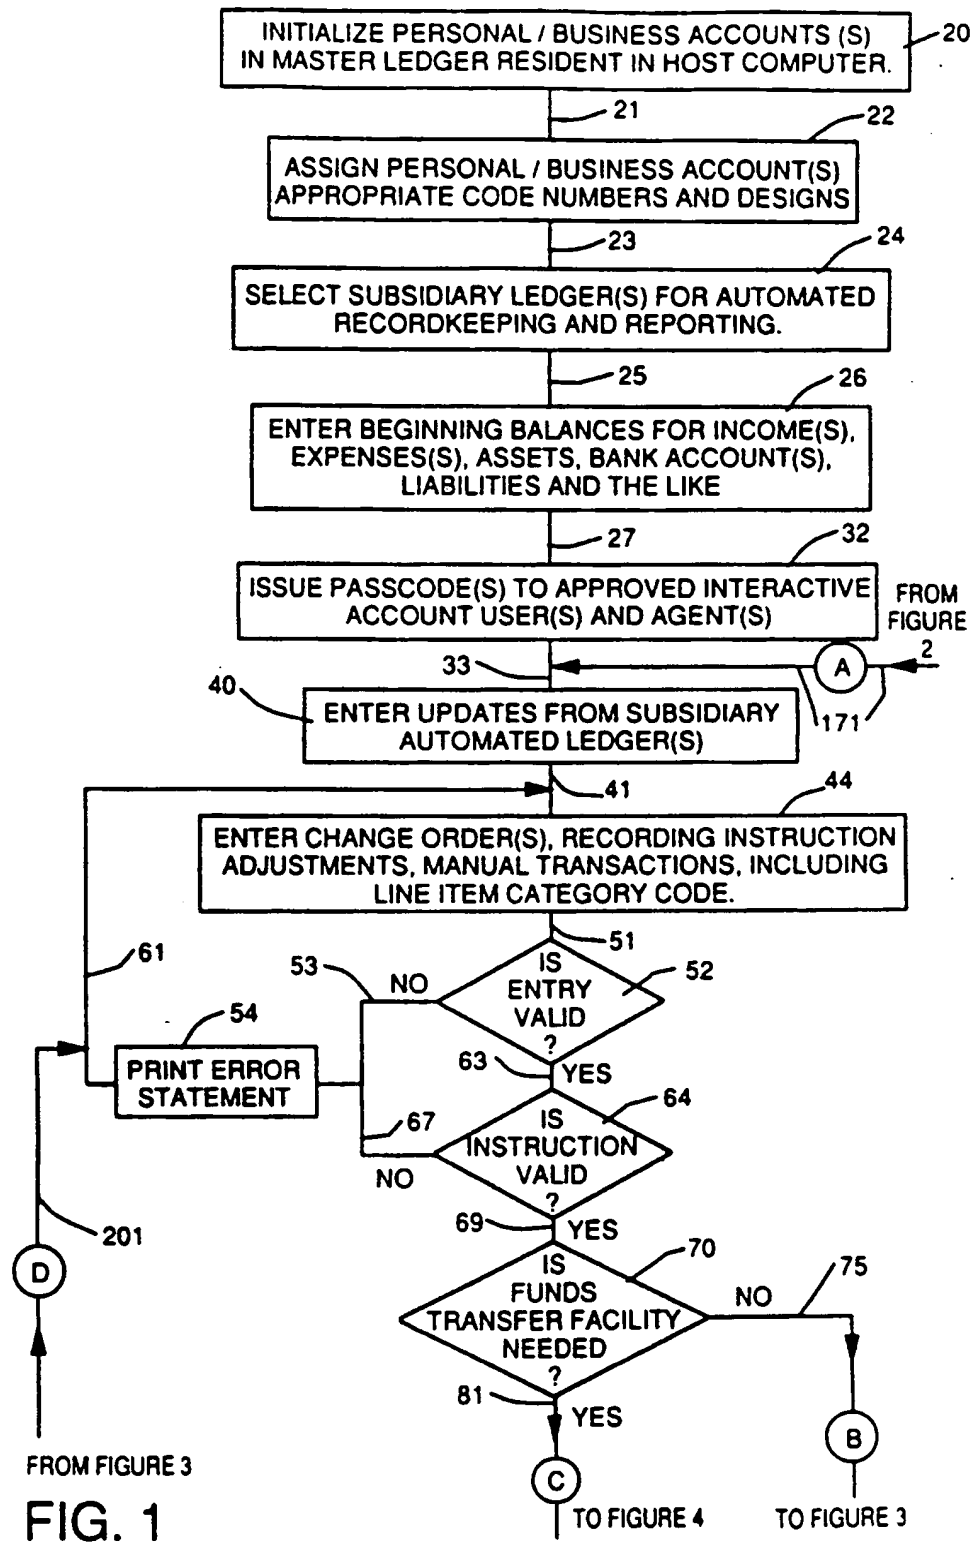 INITIALIZE PERSONAL / BUSINESS ACCOUNTS (S)
IN MASTER LEDGER RESIDENT IN HOST COMPUTER.
20
21
22
ASSIGN PERSONAL / BUSINESS ACCOUNT(S)
APPROPRIATE CODE NUMBERS AND DESIGNS
23
24
SELECT SUBSIDIARY LEDGER(S) FOR AUTOMATED
RECORDKEEPING AND REPORTING.
25
26
ENTER BEGINNING BALANCES FOR INCOME(S),
EXPENSES(S), ASSETS, BANK ACCOUNT(S),
LIABILITIES AND THE LIKE
27
32
ISSUE PASSCODE(S) TO APPROVED INTERACTIVE
ACCOUNT USER(S) AND AGENT(S)
FROM
FIGURE
2
33
A
171
40
ENTER UPDATES FROM SUBSIDIARY
AUTOMATED LEDGER(S)
41
44
ENTER CHANGE ORDER(S), RECORDING INSTRUCTION
ADJUSTMENTS, MANUAL TRANSACTIONS, INCLUDING
LINE ITEM CATEGORY CODE.
51
61
53
NO
IS
ENTRY
VALID
?
52
54
PRINT ERROR
STATEMENT
63
YES
64
67
NO
IS
INSTRUCTION
VALID
?
69
YES
201
D
70
IS
FUNDS
TRANSFER FACILITY
NEEDED
?
NO
75
81
YES
B
C
FROM FIGURE 3
FIG. 1
TO FIGURE 4
TO FIGURE 3